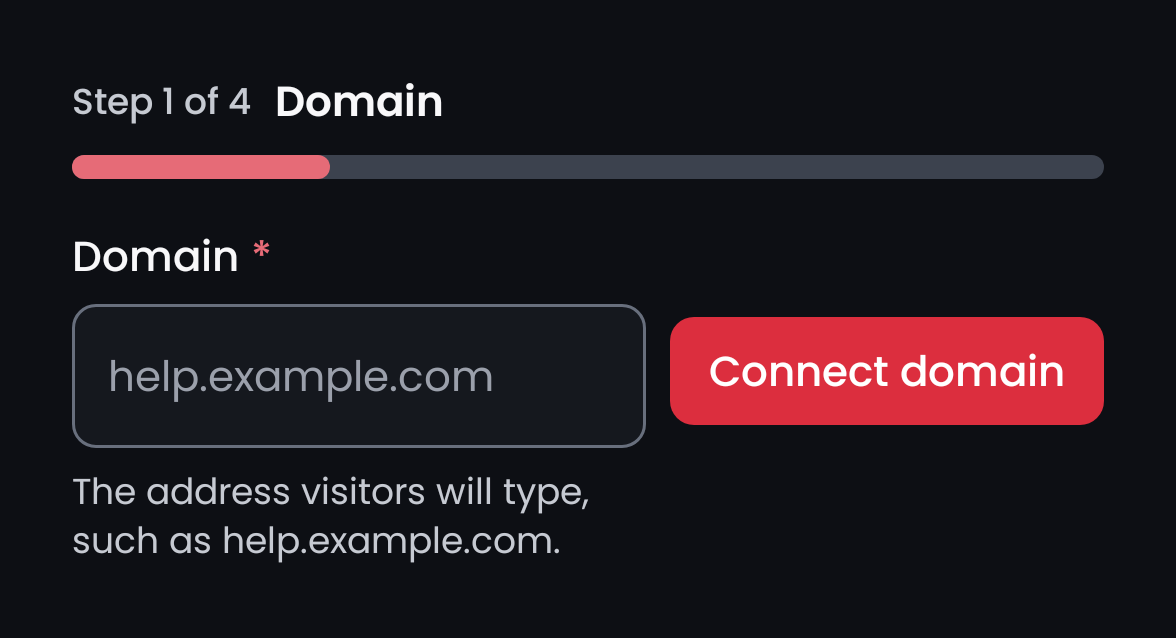 Step 1 of 4 Domain
Domain *
help.example.com
Connect domain
The address visitors will type,
such as help.example.com.